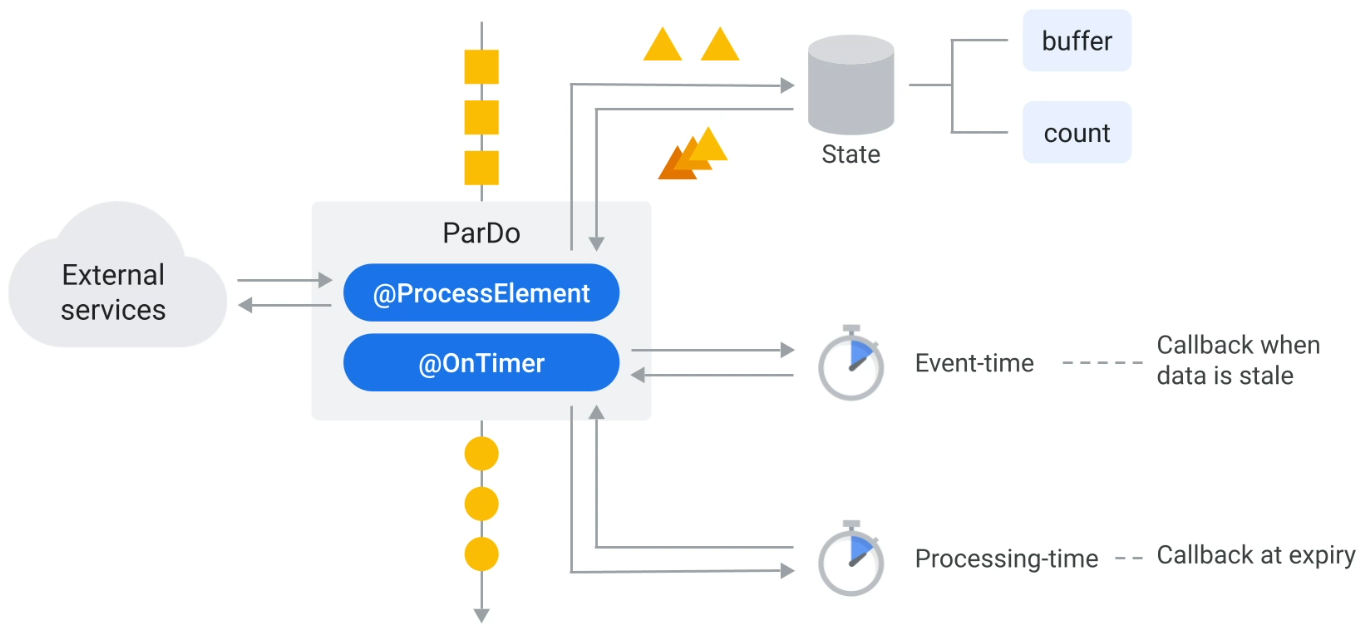 buffer
count
State
ParDo
@ProcessElement
@OnTimer
External
services
Event-time
Callback when
data is stale
Processing-time
Callback at expiry